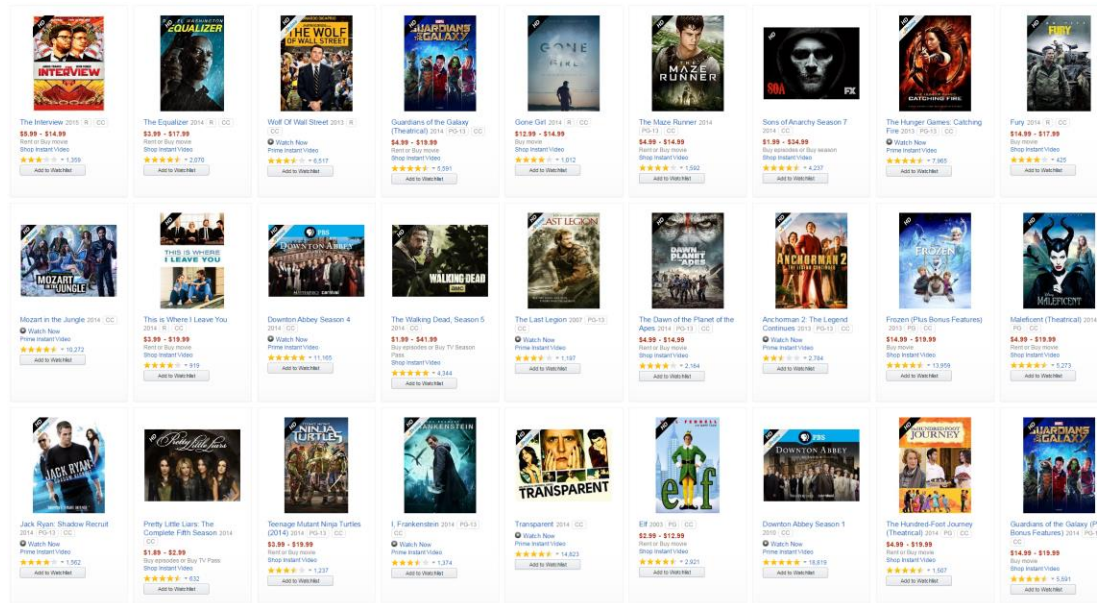 The Interview 2015 R CC
$5.99 - $14.99
Rent or Buy movie
Shop Instant Video
1,359
Add to Watchlist
The Equalizer 2014 R CC
$3.99 - $17.99
Rent or Buy movie
Shop Instant Video
2,070
Add to Watchlist
Wolf Of Wall Street 2013 R
CC
Watch Now
Prime Instant Video
6,517
Add to Watchlist
Guardians of the Galaxy
(Theatrical) 2014 PG-13 CC
$4.99 - $19.99
Rent or Buy movie
Shop Instant Video
5,591
Add to Watchlist
Gone Girl 2014 R CC
$12.99 - $14.99
Buy movie
Shop Instant Video
1,012
Add to Watchlist
The Maze Runner 2014
PG-13 CC
$4.99 - $14.99
Rent or Buy movie
Shop Instant Video
1,592
Add to Watchlist
Sons of Anarchy Season 7
2014 CC
$1.99 - $34.99
Buy episodes or Buy season
Shop Instant Video
4,237
Add to Watchlist
The Hunger Games: Catching
Fire 2013 PG-13 CC
Watch Now
Prime Instant Video
7,965
Add to Watchlist
Fury 2014 R CC
$14.99 - $17.99
Buy movie
Shop Instant Video
425
Add to Watchlist
Mozart in the Jungle 2014 CC
Watch Now
Prime Instant Video
10,272
Add to Watchlist
This is Where I Leave You
2014 R CC
$3.99 - $19.99
Rent or Buy movie
Shop Instant Video
919
Add to Watchlist
Downton Abbey Season 4
2014 CC
Watch Now
Prime Instant Video
11,165
Add to Watchlist
The Walking Dead, Season 5
2014 CC
$1.99 - $41.99
Buy episodes or Buy TV Season
Pass
Shop Instant Video
4,344
Add to Watchlist
The Last Legion 2007 PG-13
CC
Watch Now
Prime Instant Video
1,187
Add to Watchlist
The Dawn of the Planet of the
Apes 2014 PG-13 CC
$4.99 - $14.99
Rent or Buy movie
Shop Instant Video
2,164
Add to Watchlist
Anchorman 2: The Legend
Continues 2013 PG-13 CC
Watch Now
Prime Instant Video
2,784
Add to Watchlist
Frozen (Plus Bonus Features)
2013 PG CC
$14.99 - $19.99
Buy movie
Shop Instant Video
13,959
Add to Watchlist
Maleficent (Theatrical) 2014
PG CC
$4.99 - $19.99
Rent or Buy movie
Shop Instant Video
5,273
Add to Watchlist
Jack Ryan: Shadow Recruit
2014 PG-13 CC
Watch Now
Prime Instant Video
1,562
Add to Watchlist
Pretty Little Liars: The
Complete Fifth Season 2014
CC
$1.89 - $2.99
Buy episodes or Buy TV Pass
Shop Instant Video
632
Add to Watchlist
Teenage Mutant Ninja Turtles
(2014) 2014 PG-13 CC
$3.99 - $19.99
Rent or Buy movie
Shop Instant Video
1,237
Add to Watchlist
I, Frankenstein 2014 PG-13
CC
Watch Now
Prime Instant Video
1,374
Add to Watchlist
Transparent 2014 CC
Watch Now
Prime Instant Video
14,823
Add to Watchlist
Elf 2003 PG CC
$2.99 - $12.99
Rent or Buy movie
Shop Instant Video
2,921
Add to Watchlist
Downton Abbey Season 1
2010 CC
Watch Now
Prime Instant Video
18,819
Add to Watchlist
The Hundred-Foot Journey
(Theatrical) 2014 PG CC
$4.99 - $19.99
Rent or Buy movie
Shop Instant Video
1,587
Add to Watchlist
Guardians of the Galaxy (P
Bonus Features) 2014 PG-1
CC
$14.99 - $19.99
Buy movie
Shop Instant Video
5,591
Add to Watchlist